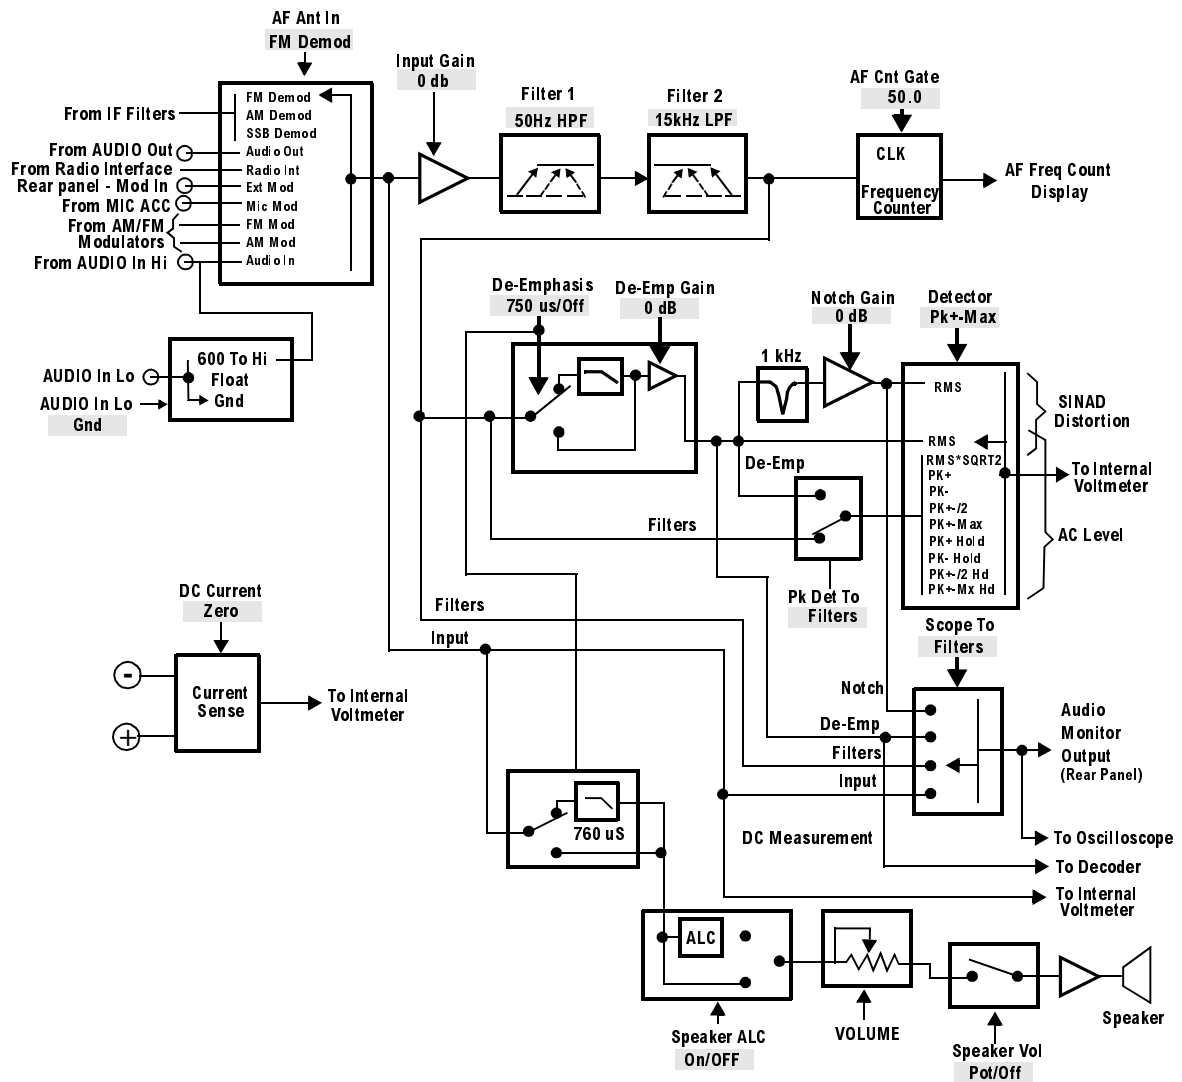 AF Ant In
FM Demod
Input Gain
0 db
Filter 1
50Hz HPF
Filter 2
15kHz LPF
AF Cnt Gate
50.0
From IF Filters
From AUDIO Out
From Radio Interface
Rear panel - Mod In
From MIC ACC
From AM/FM
Modulators
From AUDIO In Hi
FM Demod
AM Demod
SSB Demod
Audio Out
Radio Int
Ext Mod
Mic Mod
FM Mod
AM Mod
Audio In
CLK
Frequency
Counter
AF Freq Count
Display
600 To Hi
Float
Gnd
AUDIO In Lo
AUDIO In Lo
Gnd
De-Emphasis
750 us/Off
De-Emp Gain
0 dB
Notch Gain
0 dB
Detector
Pk+-Max
1 kHz
RMS
RMS
RMS*SQRT2
PK+
PK-
PK+-/2
PK+-Max
PK+ Hold
PK- Hold
PK+-/2 Hd
PK+-Mx Hd
SINAD
Distortion
To Internal
Voltmeter
AC Level
De-Emp
Filters
Pk Det To
Filters
DC Current
Zero
-
+
Current
Sense
To Internal
Voltmeter
Filters
Input
Scope To
Filters
Notch
De-Emp
Filters
Input
Audio
Monitor
Output
(Rear Panel)
760 uS
DC Measurement
To Oscilloscope
To Decoder
To Internal
Voltmeter
ALC
Speaker ALC
On/OFF
VOLUME
Speaker Vol
Pot/Off
Speaker